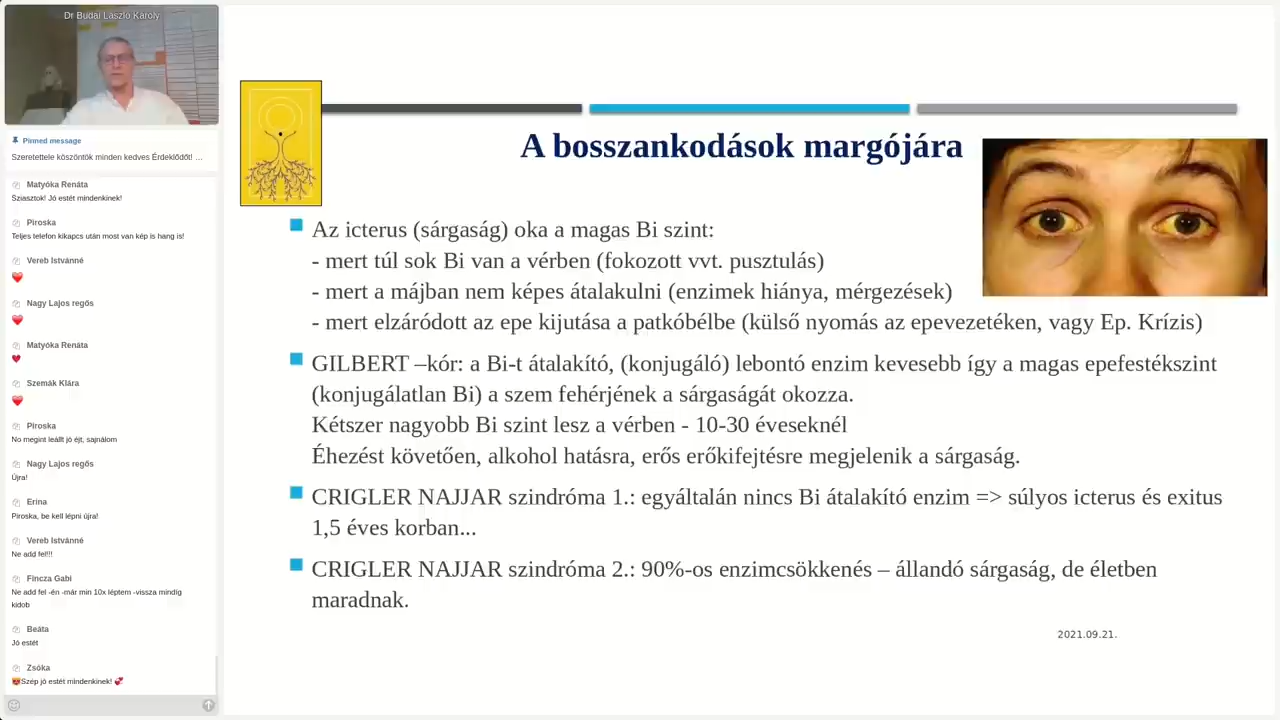 Dr Budai László Károly
Pinned message
Szeretettele köszöntök minden kedves Érdeklődőt! …
Matyóka Renáta
Sziasztok! Jó estét mindenkinek!
Piroska
Teljes telefon kikapcs után most van kép is hang is!
Vereb Istvánné
Nagy Lajos regős
Matyóka Renáta
Szemák Klára
Piroska
No megint leállt jó éjt, sajnálom
Nagy Lajos regős
Újra!
Erina
Piroska, be kell lépni újra!
Vereb Istvánné
Ne add fel!!!
Fincza Gabi
Ne add fel -én -már min 10x léptem -vissza mindig
kidob
Beáta
Jó estét
Zsóka
😍Szép jó estét mindenkinek! 💞
A bosszankodások margójára
Az icterus (sárgaság) oka a magas Bi szint:
- mert túl sok Bi van a vérben (fokozott vvt. pusztulás)
- mert a májban nem képes átalakulni (enzimek hiánya, mérgezések)
- mert elzáródott az epe kijutása a patkóbélbe (külső nyomás az epevezetéken, vagy Ep. Krízis)
GILBERT –kór: a Bi-t átalakító, (konjugáló) lebontó enzim kevesebb így a magas epefestékszint
(konjugálatlan Bi) a szem fehérjének a sárgaságát okozza.
Kétszer nagyobb Bi szint lesz a vérben - 10-30 éveseknél
Éhezést követően, alkohol hatásra, erős erőkifejtésre megjelenik a sárgaság.
CRIGLER NAJJAR szindróma 1.: egyáltalán nincs Bi átalakító enzim => súlyos icterus és exitus
1,5 éves korban...
CRIGLER NAJJAR szindróma 2.: 90%-os enzimcsökkenés – állandó sárgaság, de életben
maradnak.
2021.09.21.